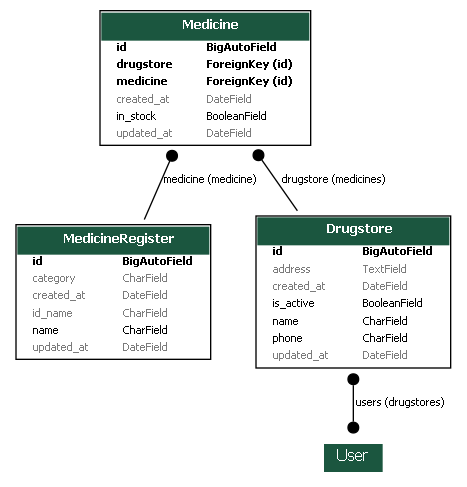 Medicine
id BigAutoField
drugstore ForeignKey (id)
medicine ForeignKey (id)
created_at DateField
in_stock BooleanField
updated_at DateField
medicine (medicine)
drugstore (medicines)
MedicineRegister
id BigAutoField
category CharField
created_at DateField
id_name CharField
name CharField
updated_at DateField
Drugstore
id BigAutoField
address TextField
created_at DateField
is_active BooleanField
name CharField
phone CharField
updated_at DateField
users (drugstores)
User